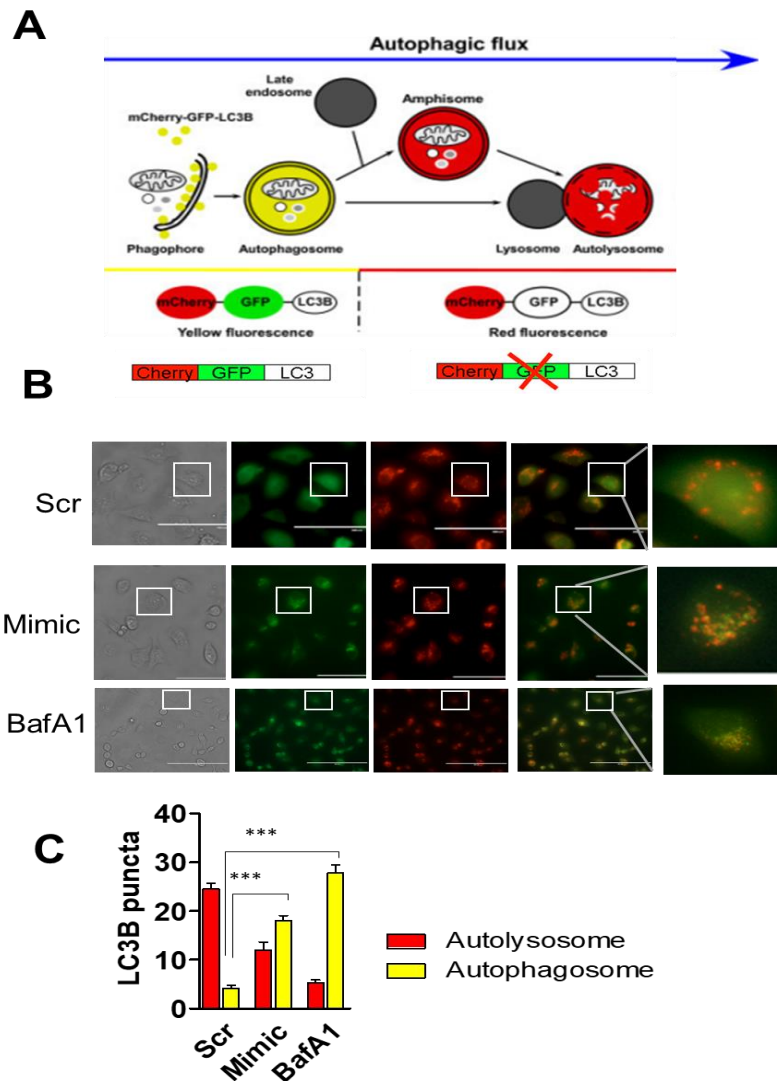 A
Autophagic flux
Late
endosome
mCherry-GFP-LC3B
Amphisome
Phagophore
Autophagosome
Lysosome
Autolysosome
mCherry
GFP
LC3B
mCherry
GFP
LC3B
Yellow fluorescence
Red fluorescence
Cherry GFP LC3
Cherry GFP LC3
B
Scr
Mimic
BafA1
C
LC3B puncta
40
30
20
10
0
***
***
Scr
Mimic
BafA1
Autolysosome
Autophagosome